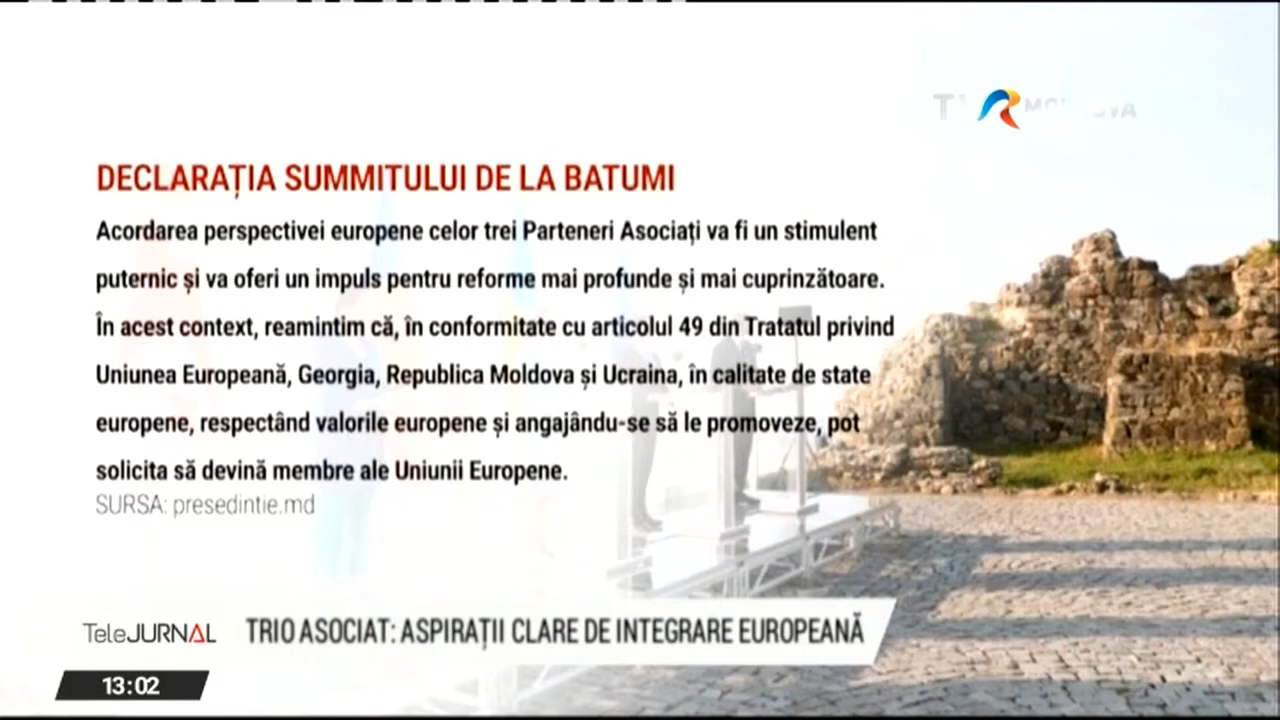 TVR MOLDOVA
DECLARAȚIA SUMMITULUI DE LA BATUMI
Acordarea perspectivei europene celor trei Parteneri Asociați va fi un stimulent
puternic și va oferi un impuls pentru reforme mai profunde și mai cuprinzătoare.
În acest context, reamintim că, în conformitate cu articolul 49 din Tratatul privind
Uniunea Europeană, Georgia, Republica Moldova și Ucraina, în calitate de state
europene, respectând valorile europene și angajându-se să le promoveze, pot
solicita să devină membre ale Uniunii Europene.
SURSA: presedintie.md
TeleJURNAL
TRIO ASOCIAT: ASPIRAȚII CLARE DE INTEGRARE EUROPEANĂ
13:02